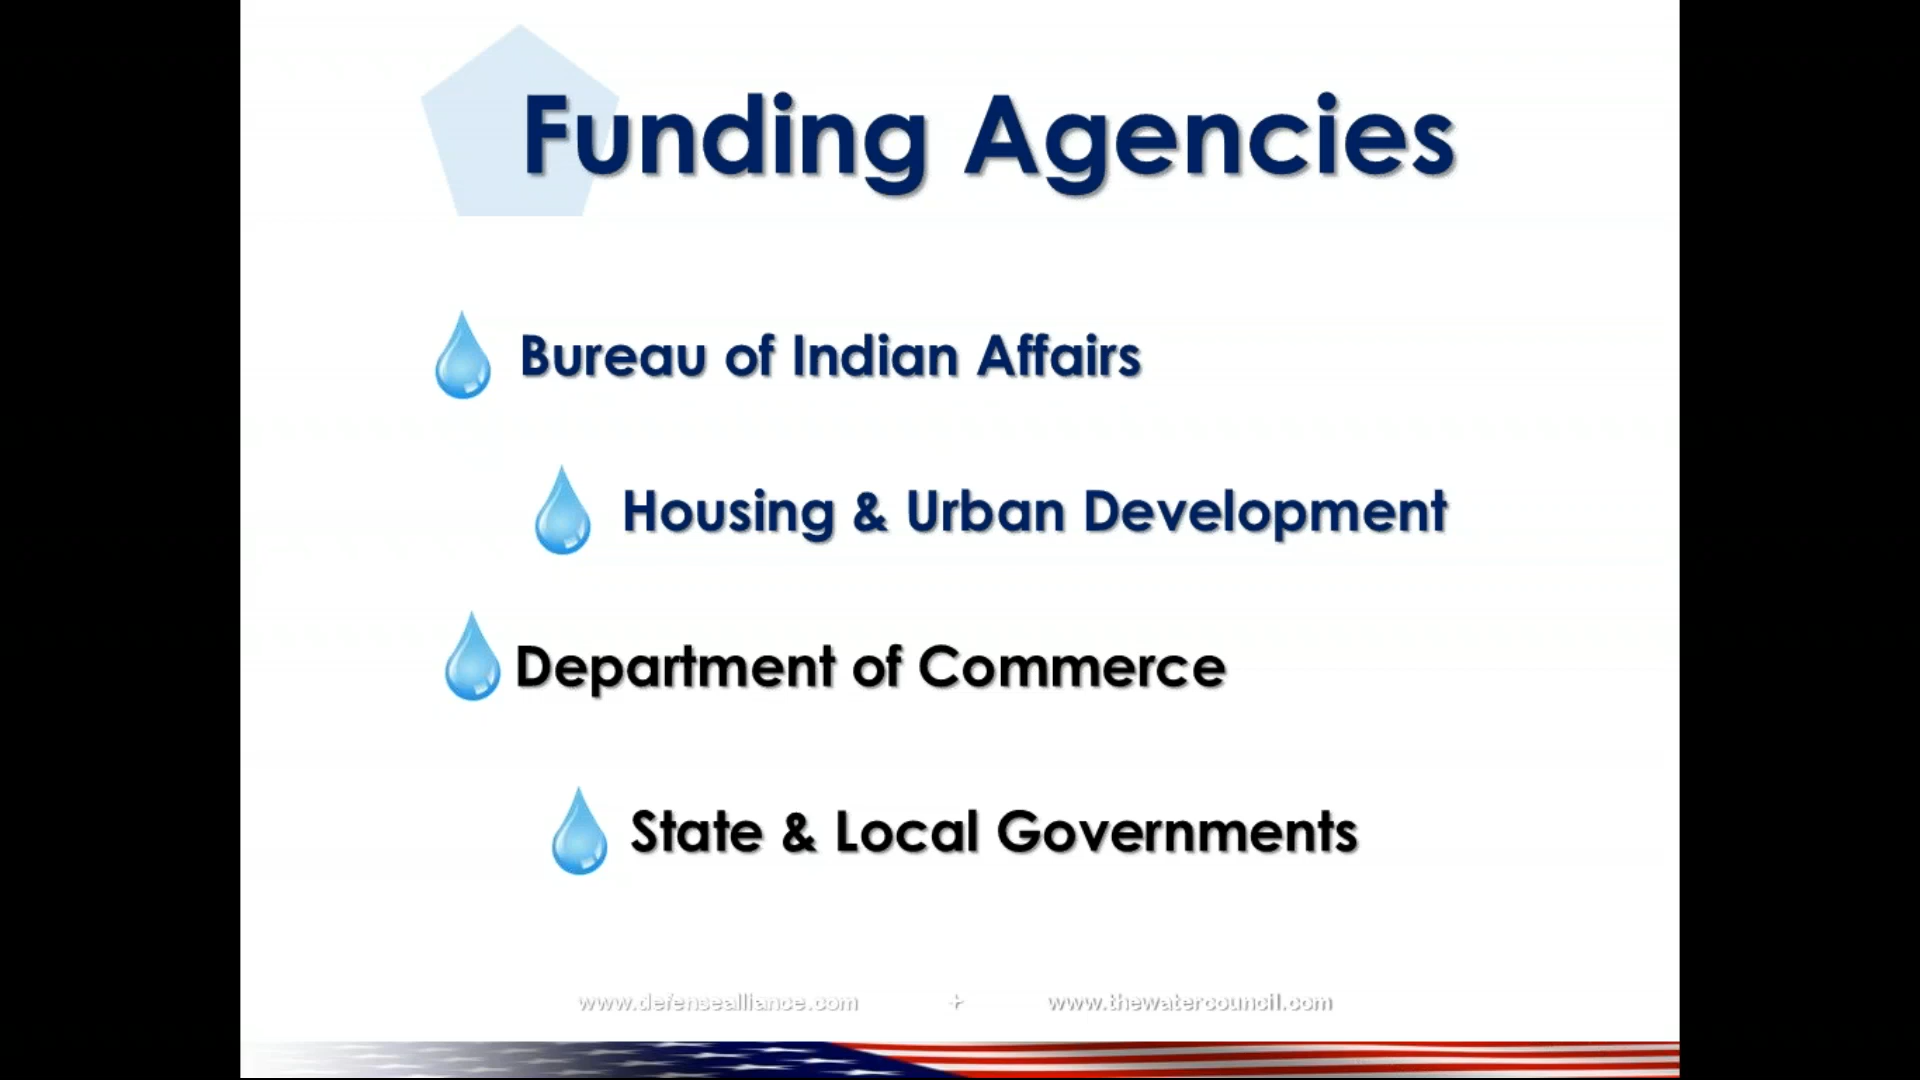 Funding Agencies
Bureau of Indian Affairs
Housing & Urban Development
Department of Commerce
State & Local Governments
www.defensealliance.com + www.thewatercouncil.com